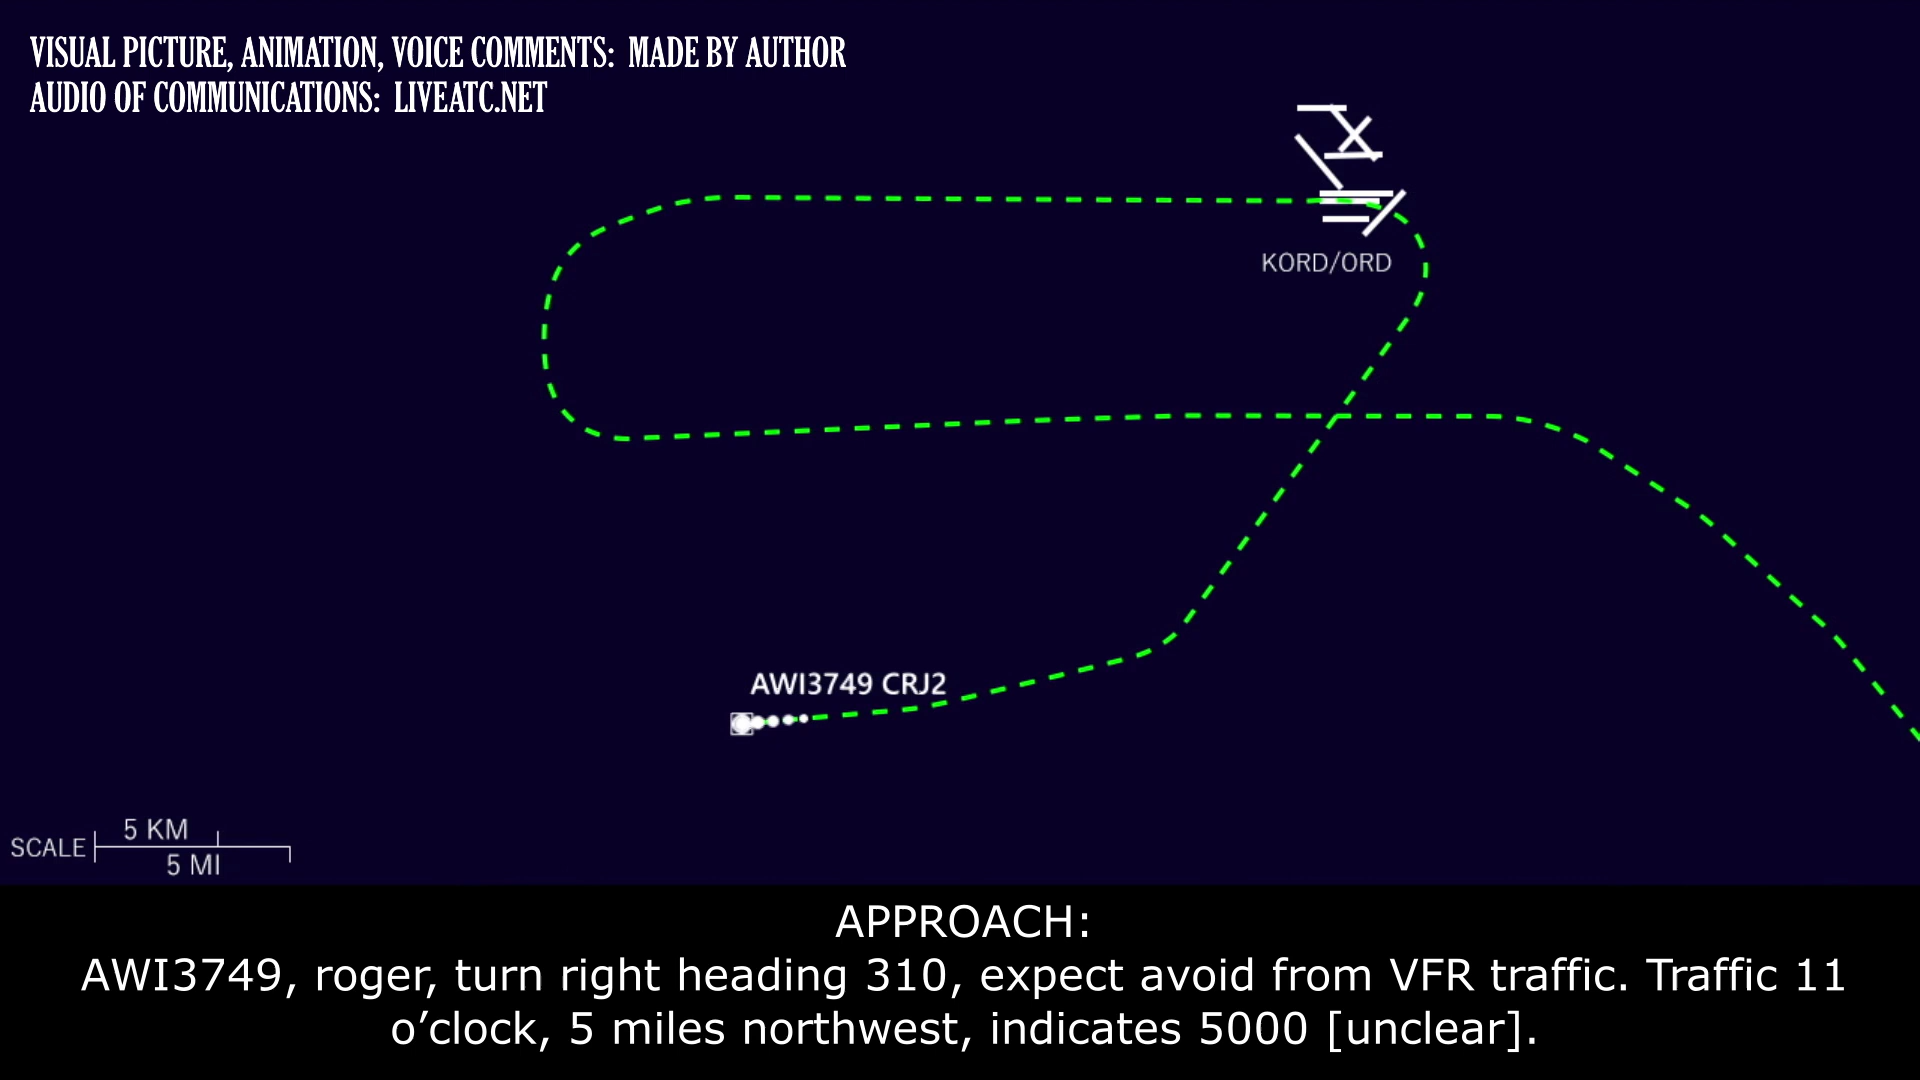 VISUAL PICTURE, ANIMATION, VOICE COMMENTS: MADE BY AUTHOR
AUDIO OF COMMUNICATIONS: LIVEATC.NET
KORD/ORD
AWI3749 CRJ2
5 KM
SCALE
5 MI
APPROACH:
AWI3749, roger, turn right heading 310, expect avoid from VFR traffic. Traffic 11
o’clock, 5 miles northwest, indicates 5000 [unclear].